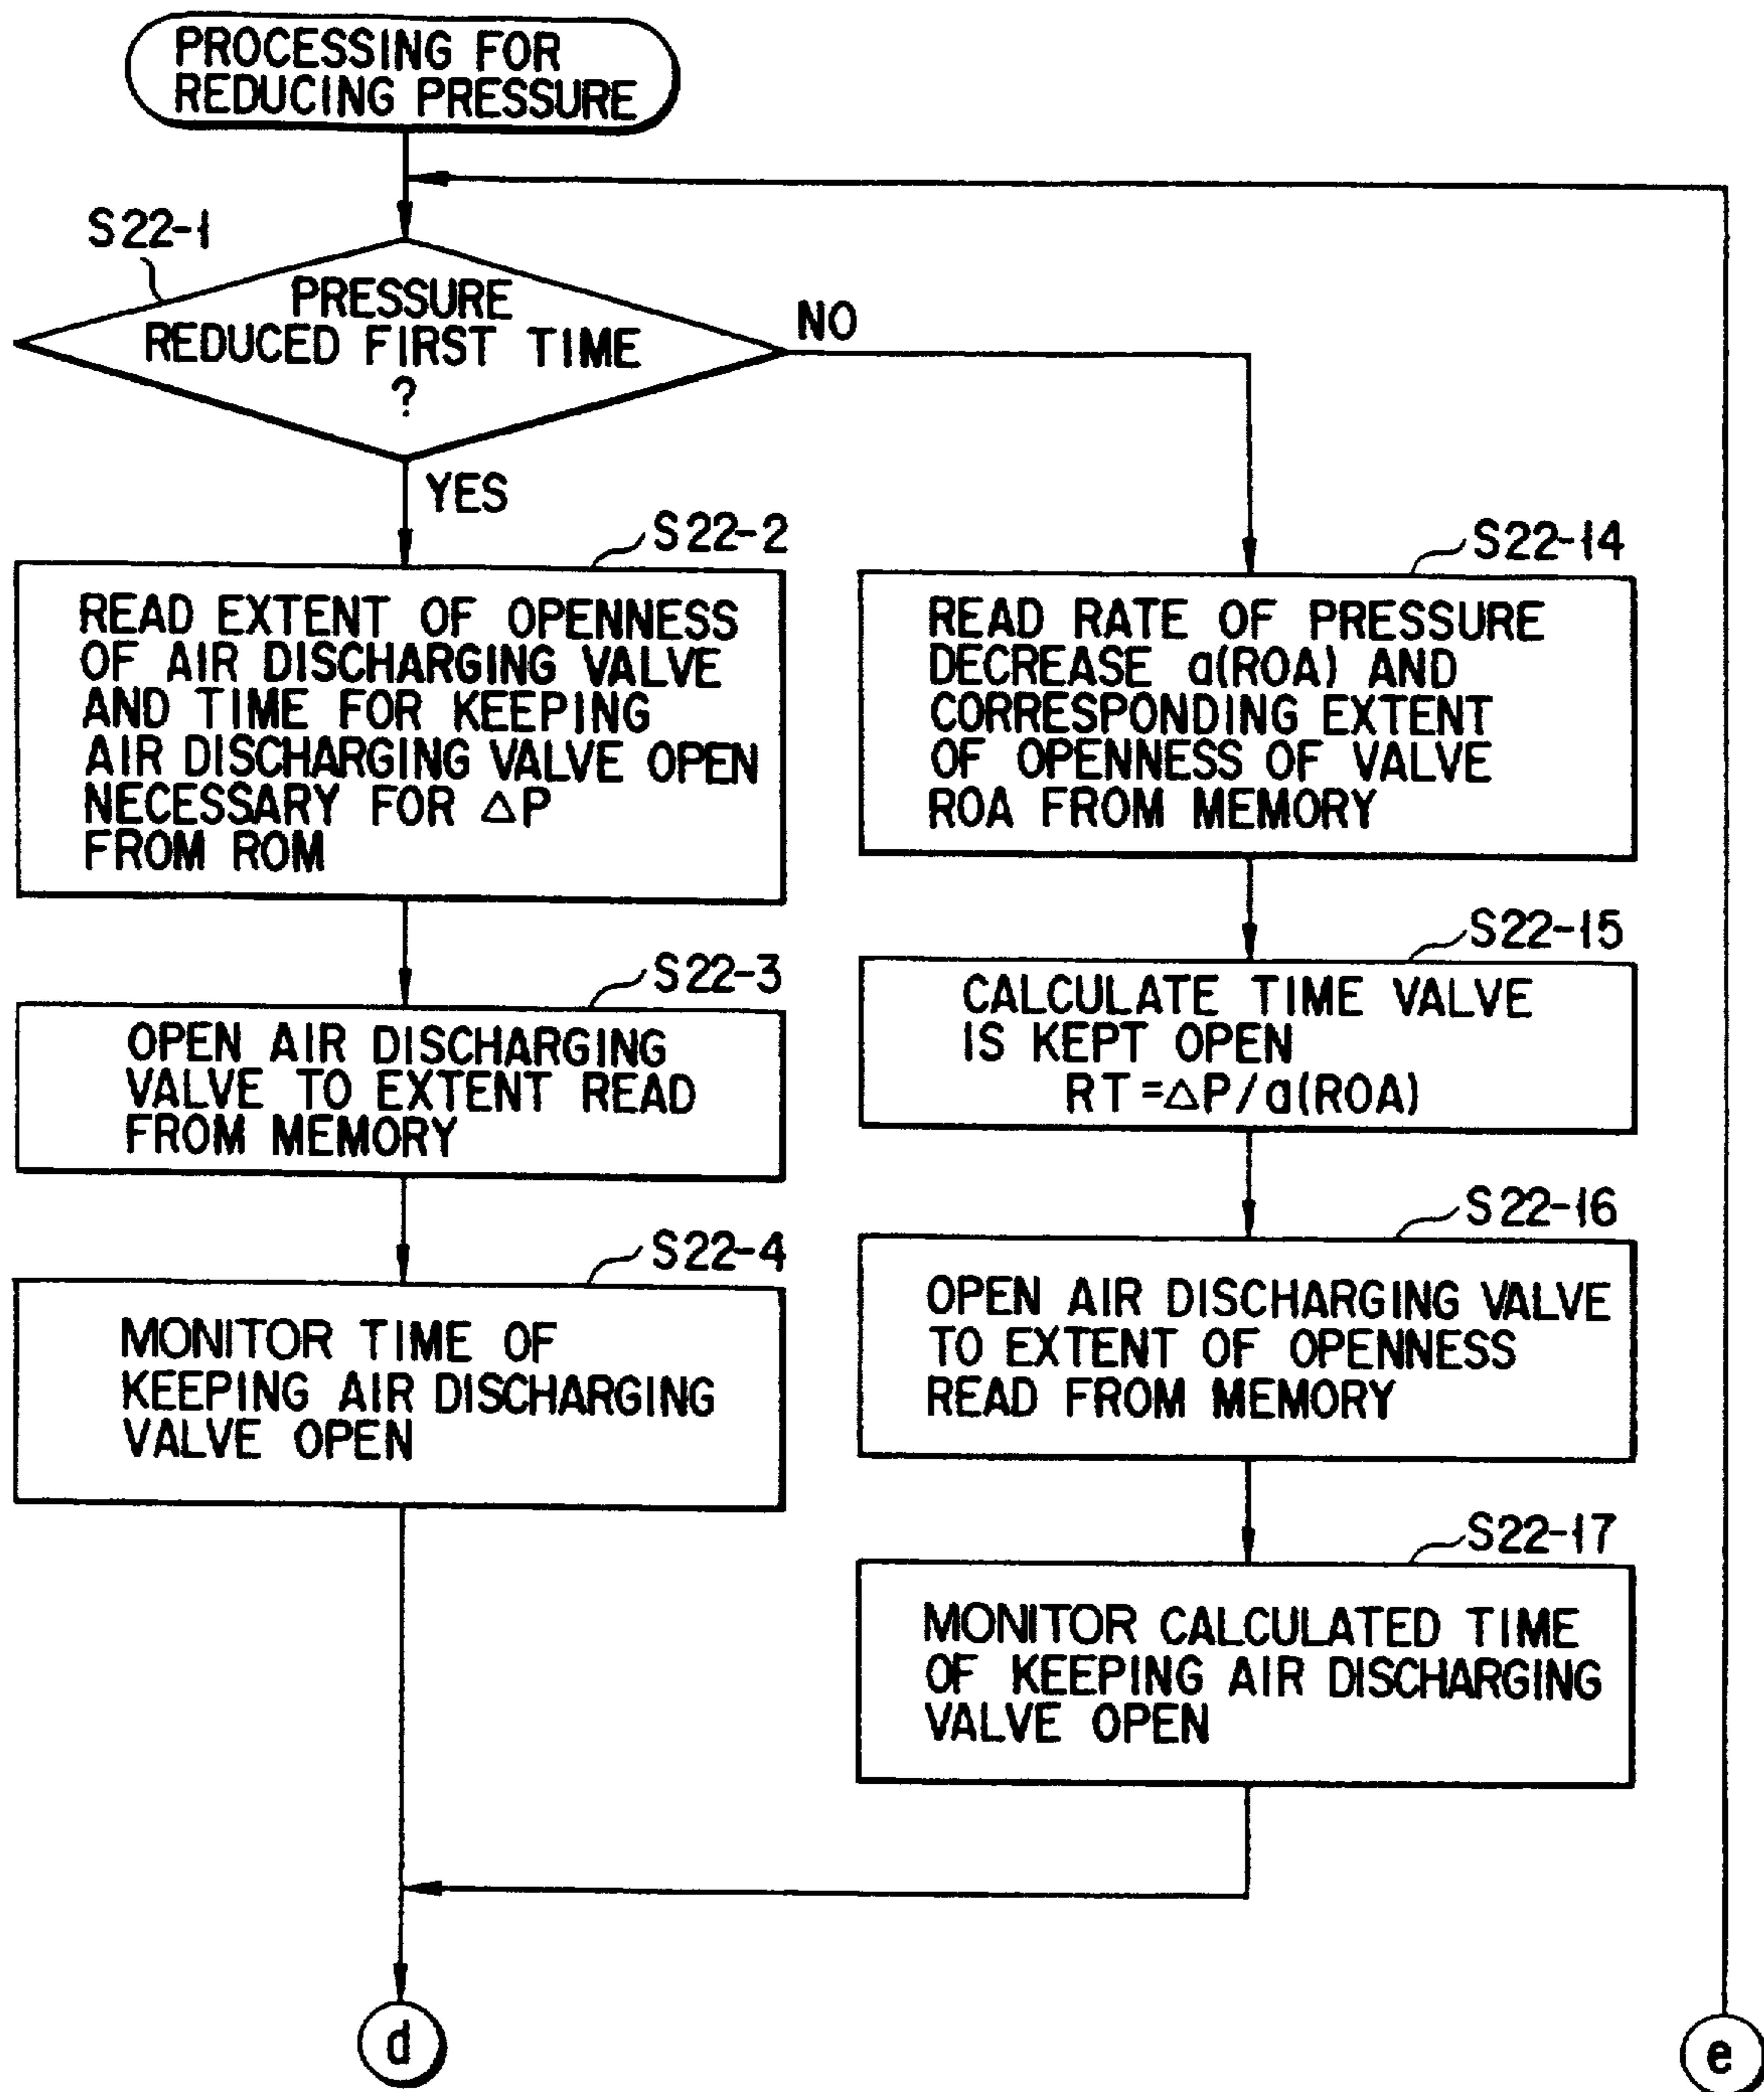 PROCESSING FOR
REDUCING PRESSURE
S22-1
PRESSURE
REDUCED FIRST TIME
?
NO
YES
S22-2
READ EXTENT OF OPENNESS
OF AIR DISCHARGING VALVE
AND TIME FOR KEEPING
AIR DISCHARGING VALVE OPEN
NECESSARY FOR △P
FROM ROM
S22-3
OPEN AIR DISCHARGING
VALVE TO EXTENT READ
FROM MEMORY
S22-4
MONITOR TIME OF
KEEPING AIR DISCHARGING
VALVE OPEN
S22-14
READ RATE OF PRESSURE
DECREASE a(ROA) AND
CORRESPONDING EXTENT
OF OPENNESS OF VALVE
ROA FROM MEMORY
S22-15
CALCULATE TIME VALVE
IS KEPT OPEN
RT=△P/a(ROA)
S22-16
OPEN AIR DISCHARGING VALVE
TO EXTENT OF OPENNESS
READ FROM MEMORY
S22-17
MONITOR CALCULATED TIME
OF KEEPING AIR DISCHARGING
VALVE OPEN
d
e